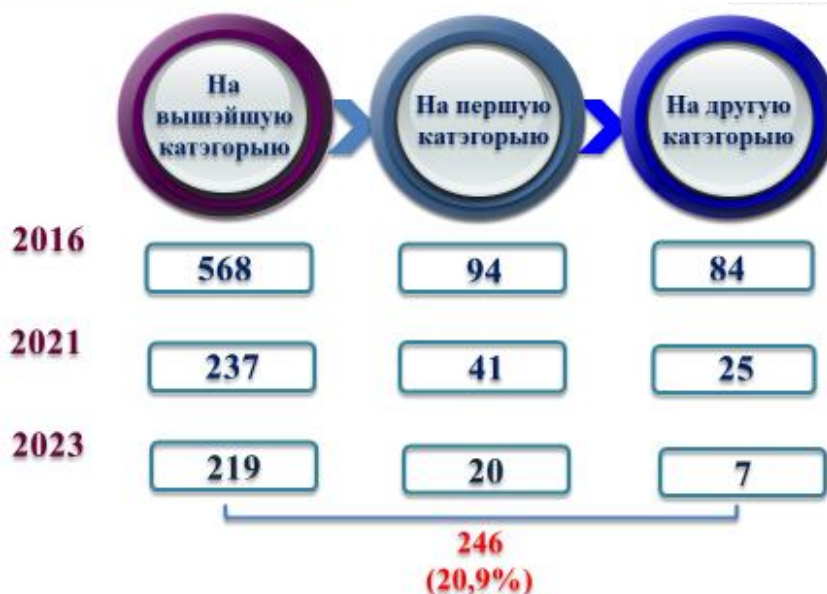 На
вышэйшую
катэгорыю
На першую
катэгорыю
На другую
катэгорыю
2016
568
94
84
2021
237
41
25
2023
219
20
7
246
(20,9%)